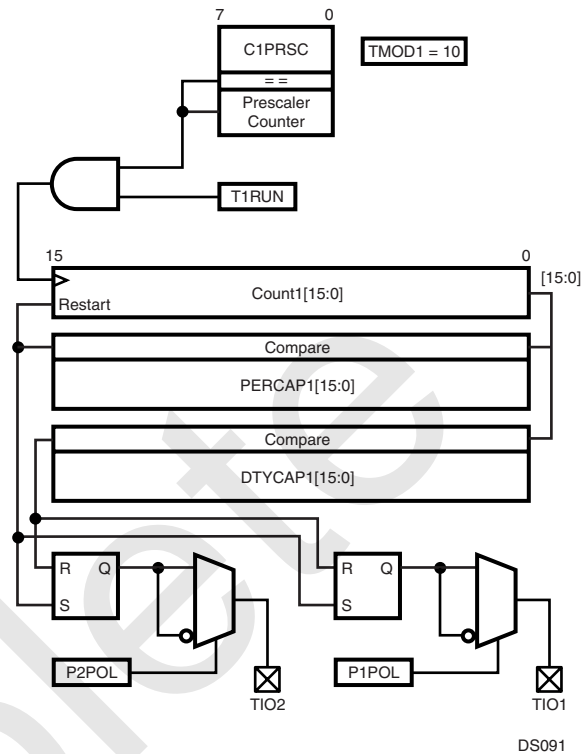 7 0
C1PRSC
TMOD1 = 10
= =
Prescaler
Counter
T1RUN
15 0
[15:0]
Count1[15:0]
Restart
Compare
PERCAP1[15:0]
Compare
DTYCAP1[15:0]
R Q
S
R Q
S
P2POL
P1POL
TIO2
TIO1
DS091
plete